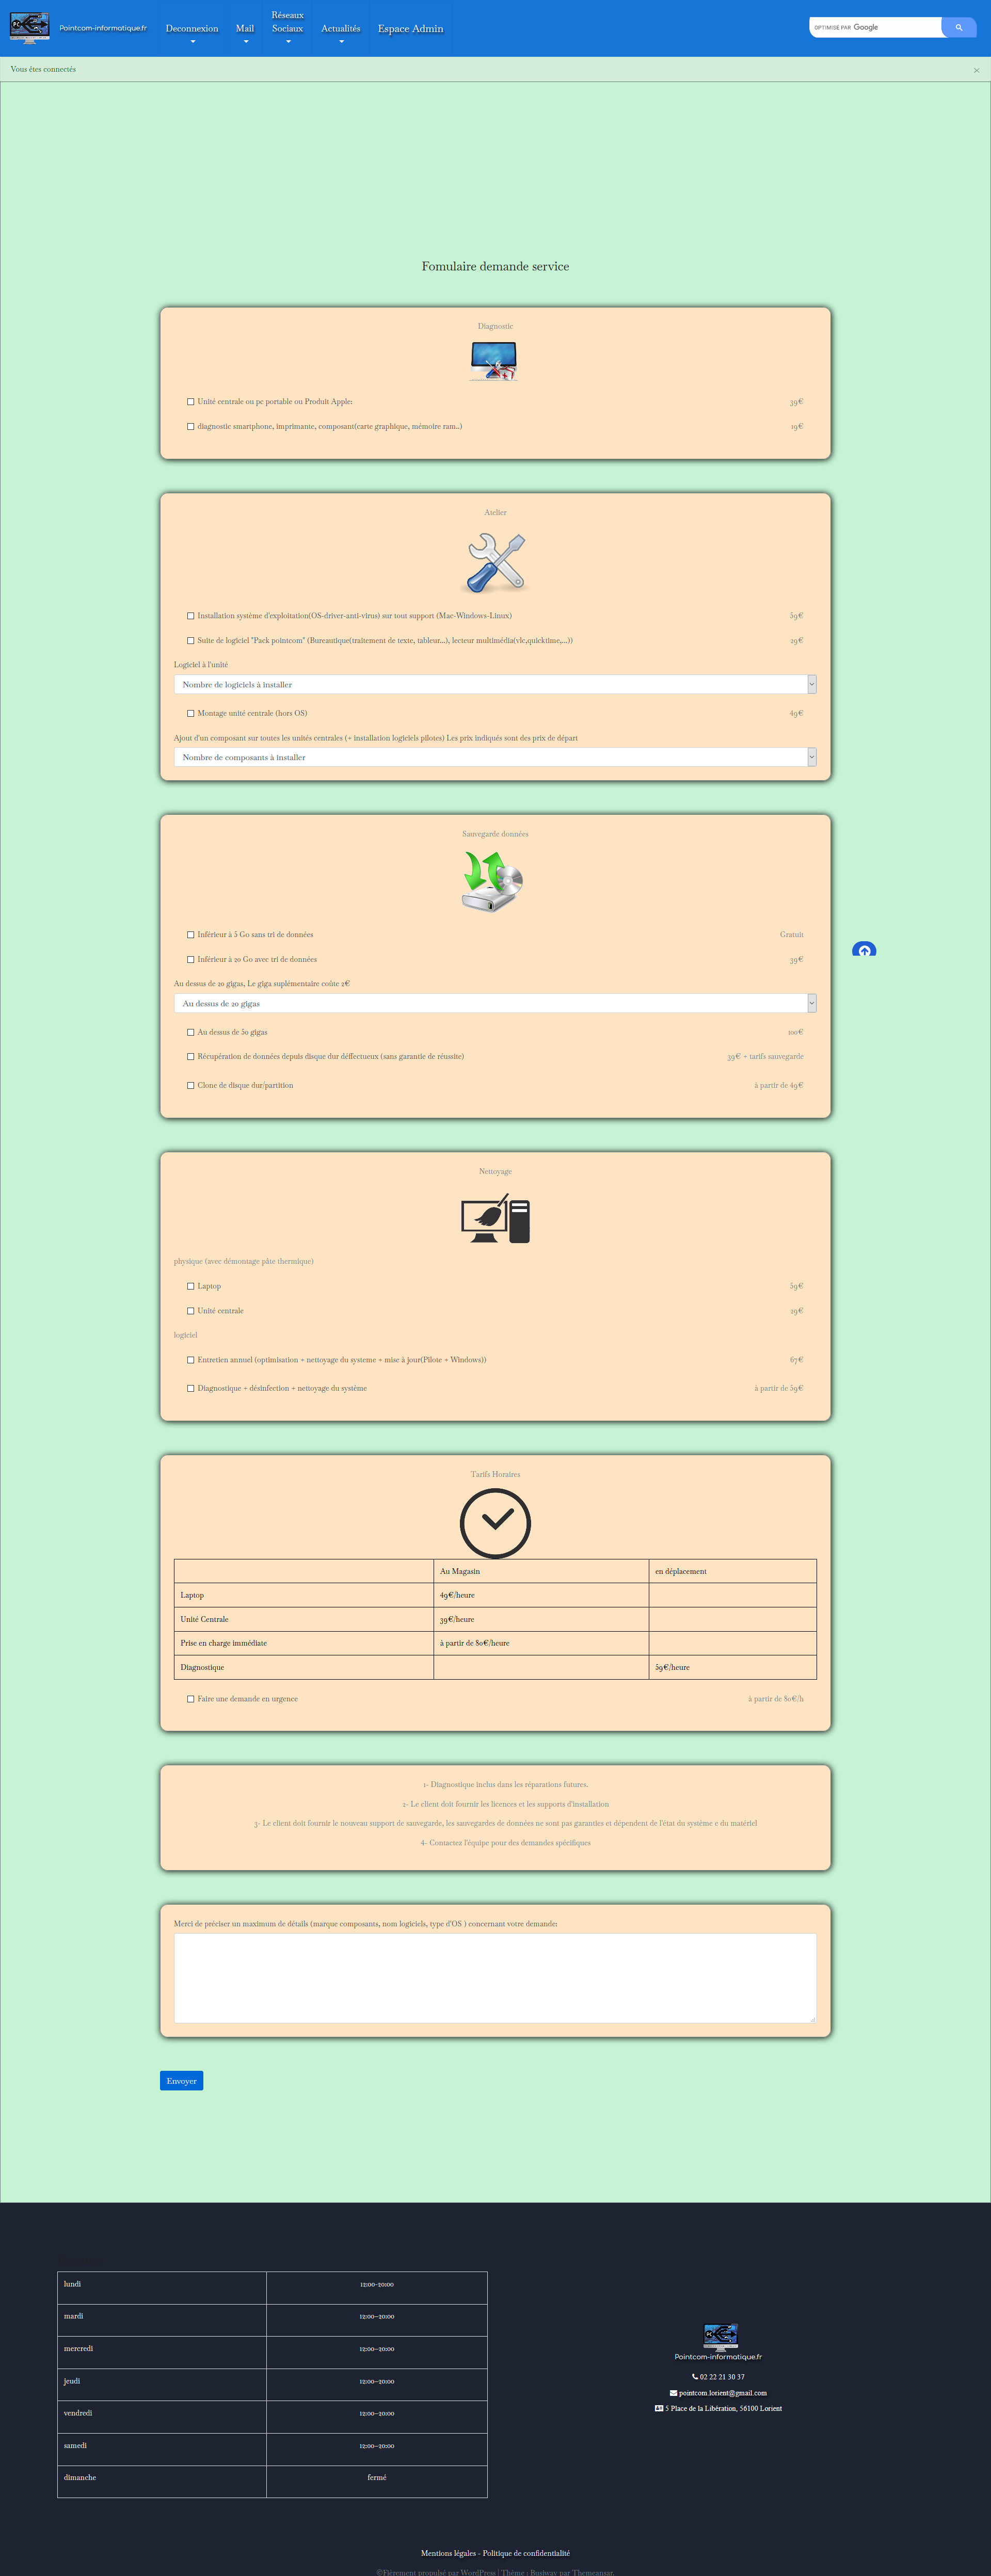 Pointcom-informatique.fr
Deconnexion
Mail
Réseaux
Sociaux
Actualités
Espace Admin
OPTIMISÉ PAR Google
Vous êtes connectés
×
Fomulaire demande service
Diagnostic
Unité centrale ou pc portable ou Produit Apple: 39€
diagnostic smartphone, imprimante, composant(carte graphique, mémoire ram..) 19€
Atelier
Installation système d'exploitation(OS-driver-anti-virus) sur tout support (Mac-Windows-Linux) 59€
Suite de logiciel "Pack pointcom" (Bureautique(traitement de texte, tableur...), lecteur multimédia(vlc,quicktime,...)) 29€
Logiciel à l'unité
Nombre de logiciels à installer
Montage unité centrale (hors OS) 49€
Ajout d'un composant sur toutes les unités centrales (+ installation logiciels pilotes) Les prix indiqués sont des prix de départ
Nombre de composants à installer
Sauvegarde données
Inférieur à 5 Go sans tri de données Gratuit
Inférieur à 20 Go avec tri de données 39€
Au dessus de 20 gigas, Le giga suplémentaire coûte 2€
Au dessus de 20 gigas
Au dessus de 50 gigas 100€
Récupération de données depuis disque dur déffectueux (sans garantie de réussite) 39€ + tarifs sauvegarde
Clone de disque dur/partition à partir de 49€
Nettoyage
physique (avec démontage pâte thermique)
Laptop 59€
Unité centrale 29€
logiciel
Entretien annuel (optimisation + nettoyage du systeme + mise à jour(Pilote + Windows)) 67€
Diagnostique + désinfection + nettoyage du système à partir de 59€
Tarifs Horaires
Au Magasin en déplacement
Laptop 49€/heure
Unité Centrale 39€/heure
Prise en charge immédiate à partir de 80€/heure
Diagnostique 59€/heure
Faire une demande en urgence à partir de 80€/h
1- Diagnostique inclus dans les réparations futures.
2- Le client doit fournir les licences et les supports d'installation
3- Le client doit fournir le nouveau support de sauvegarde, les sauvegardes de données ne sont pas garanties et dépendent de l'état du système e du matériel
4- Contactez l'équipe pour des demandes spécifiques
Merci de préciser un maximum de détails (marque composants, nom logiciels, type d'OS ) concernant votre demande:
Envoyer
lundi 12:00-20:00
mardi 12:00–20:00
mercredi 12:00–20:00
jeudi 12:00–20:00
vendredi 12:00–20:00
samedi 12:00–20:00
dimanche fermé
Pointcom-informatique.fr
02 22 21 30 37
pointcom.lorient@gmail.com
5 Place de la Libération, 56100 Lorient
Mentions légales - Politique de confidentialité
©Fièrement propulsé par WordPress | Thème : Busiway par Themeansar.